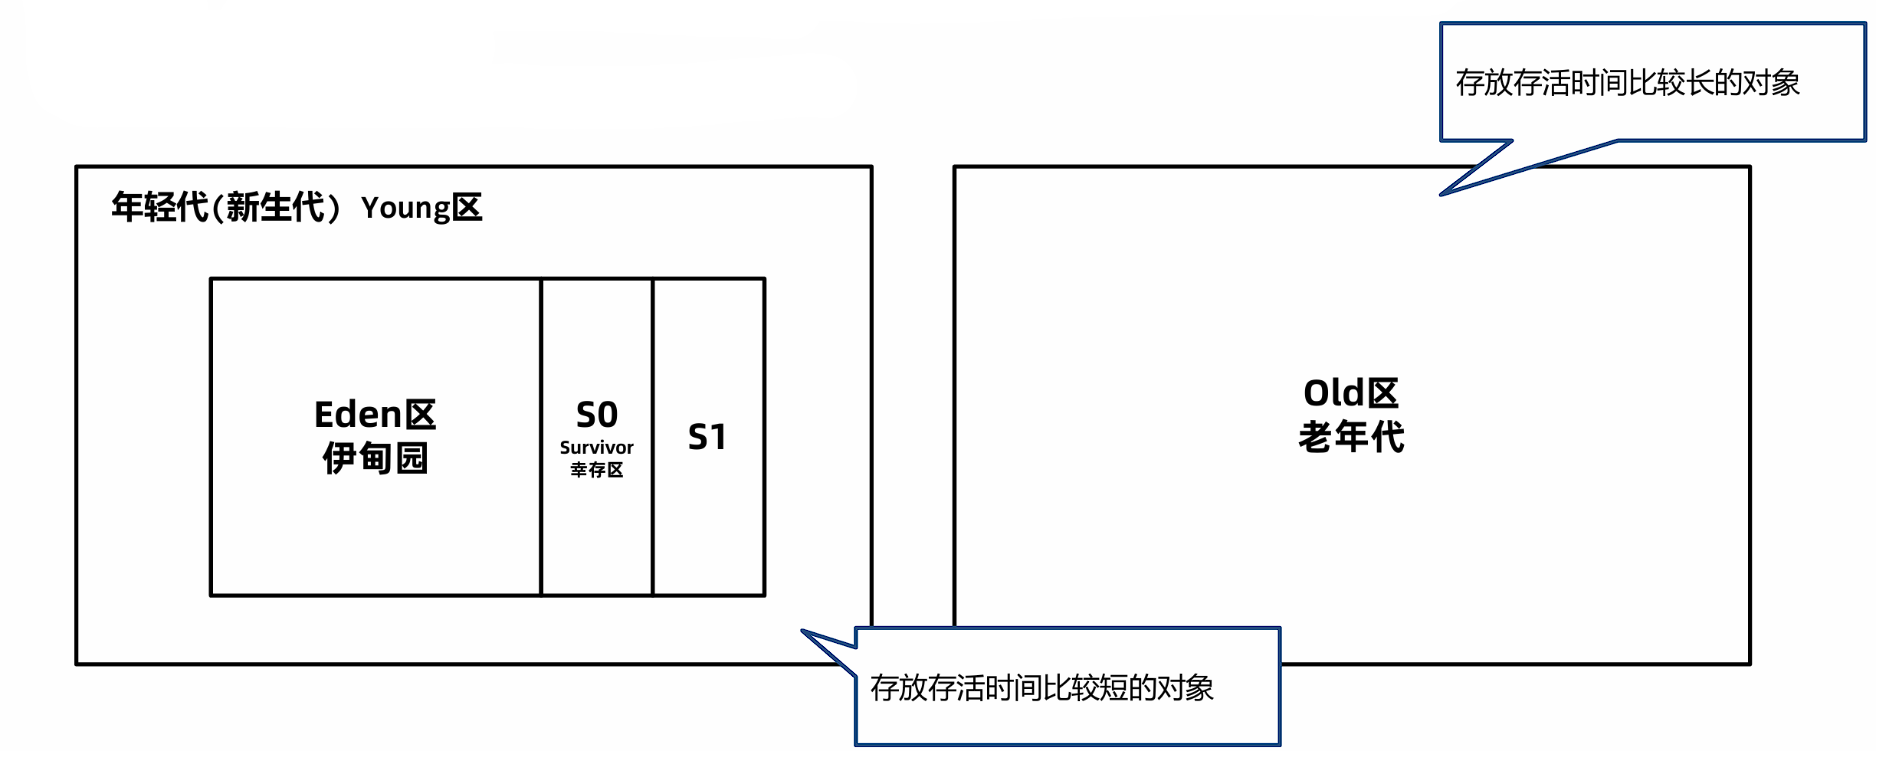 存放存活时间比较长的对象
年轻代(新生代) Young区
Eden区
伊甸园
S0
Survivor
幸存区
S1
Old区
老年代
存放存活时间比较短的对象